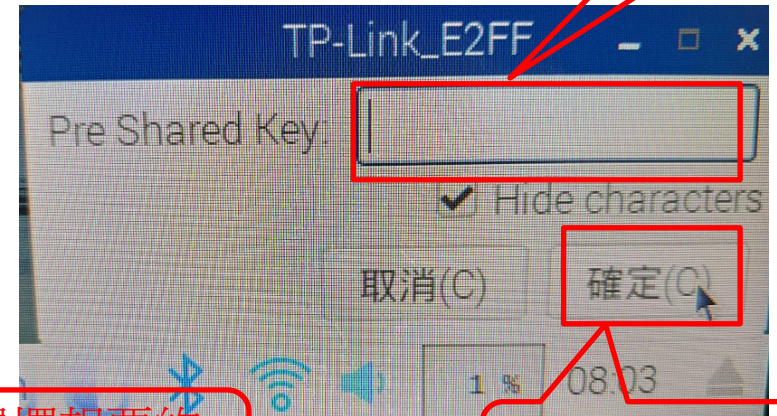 TP-Link_E2FF
Pre Shared Key:
Hide characters
取消(C) 確定(O)
1 % 08:03